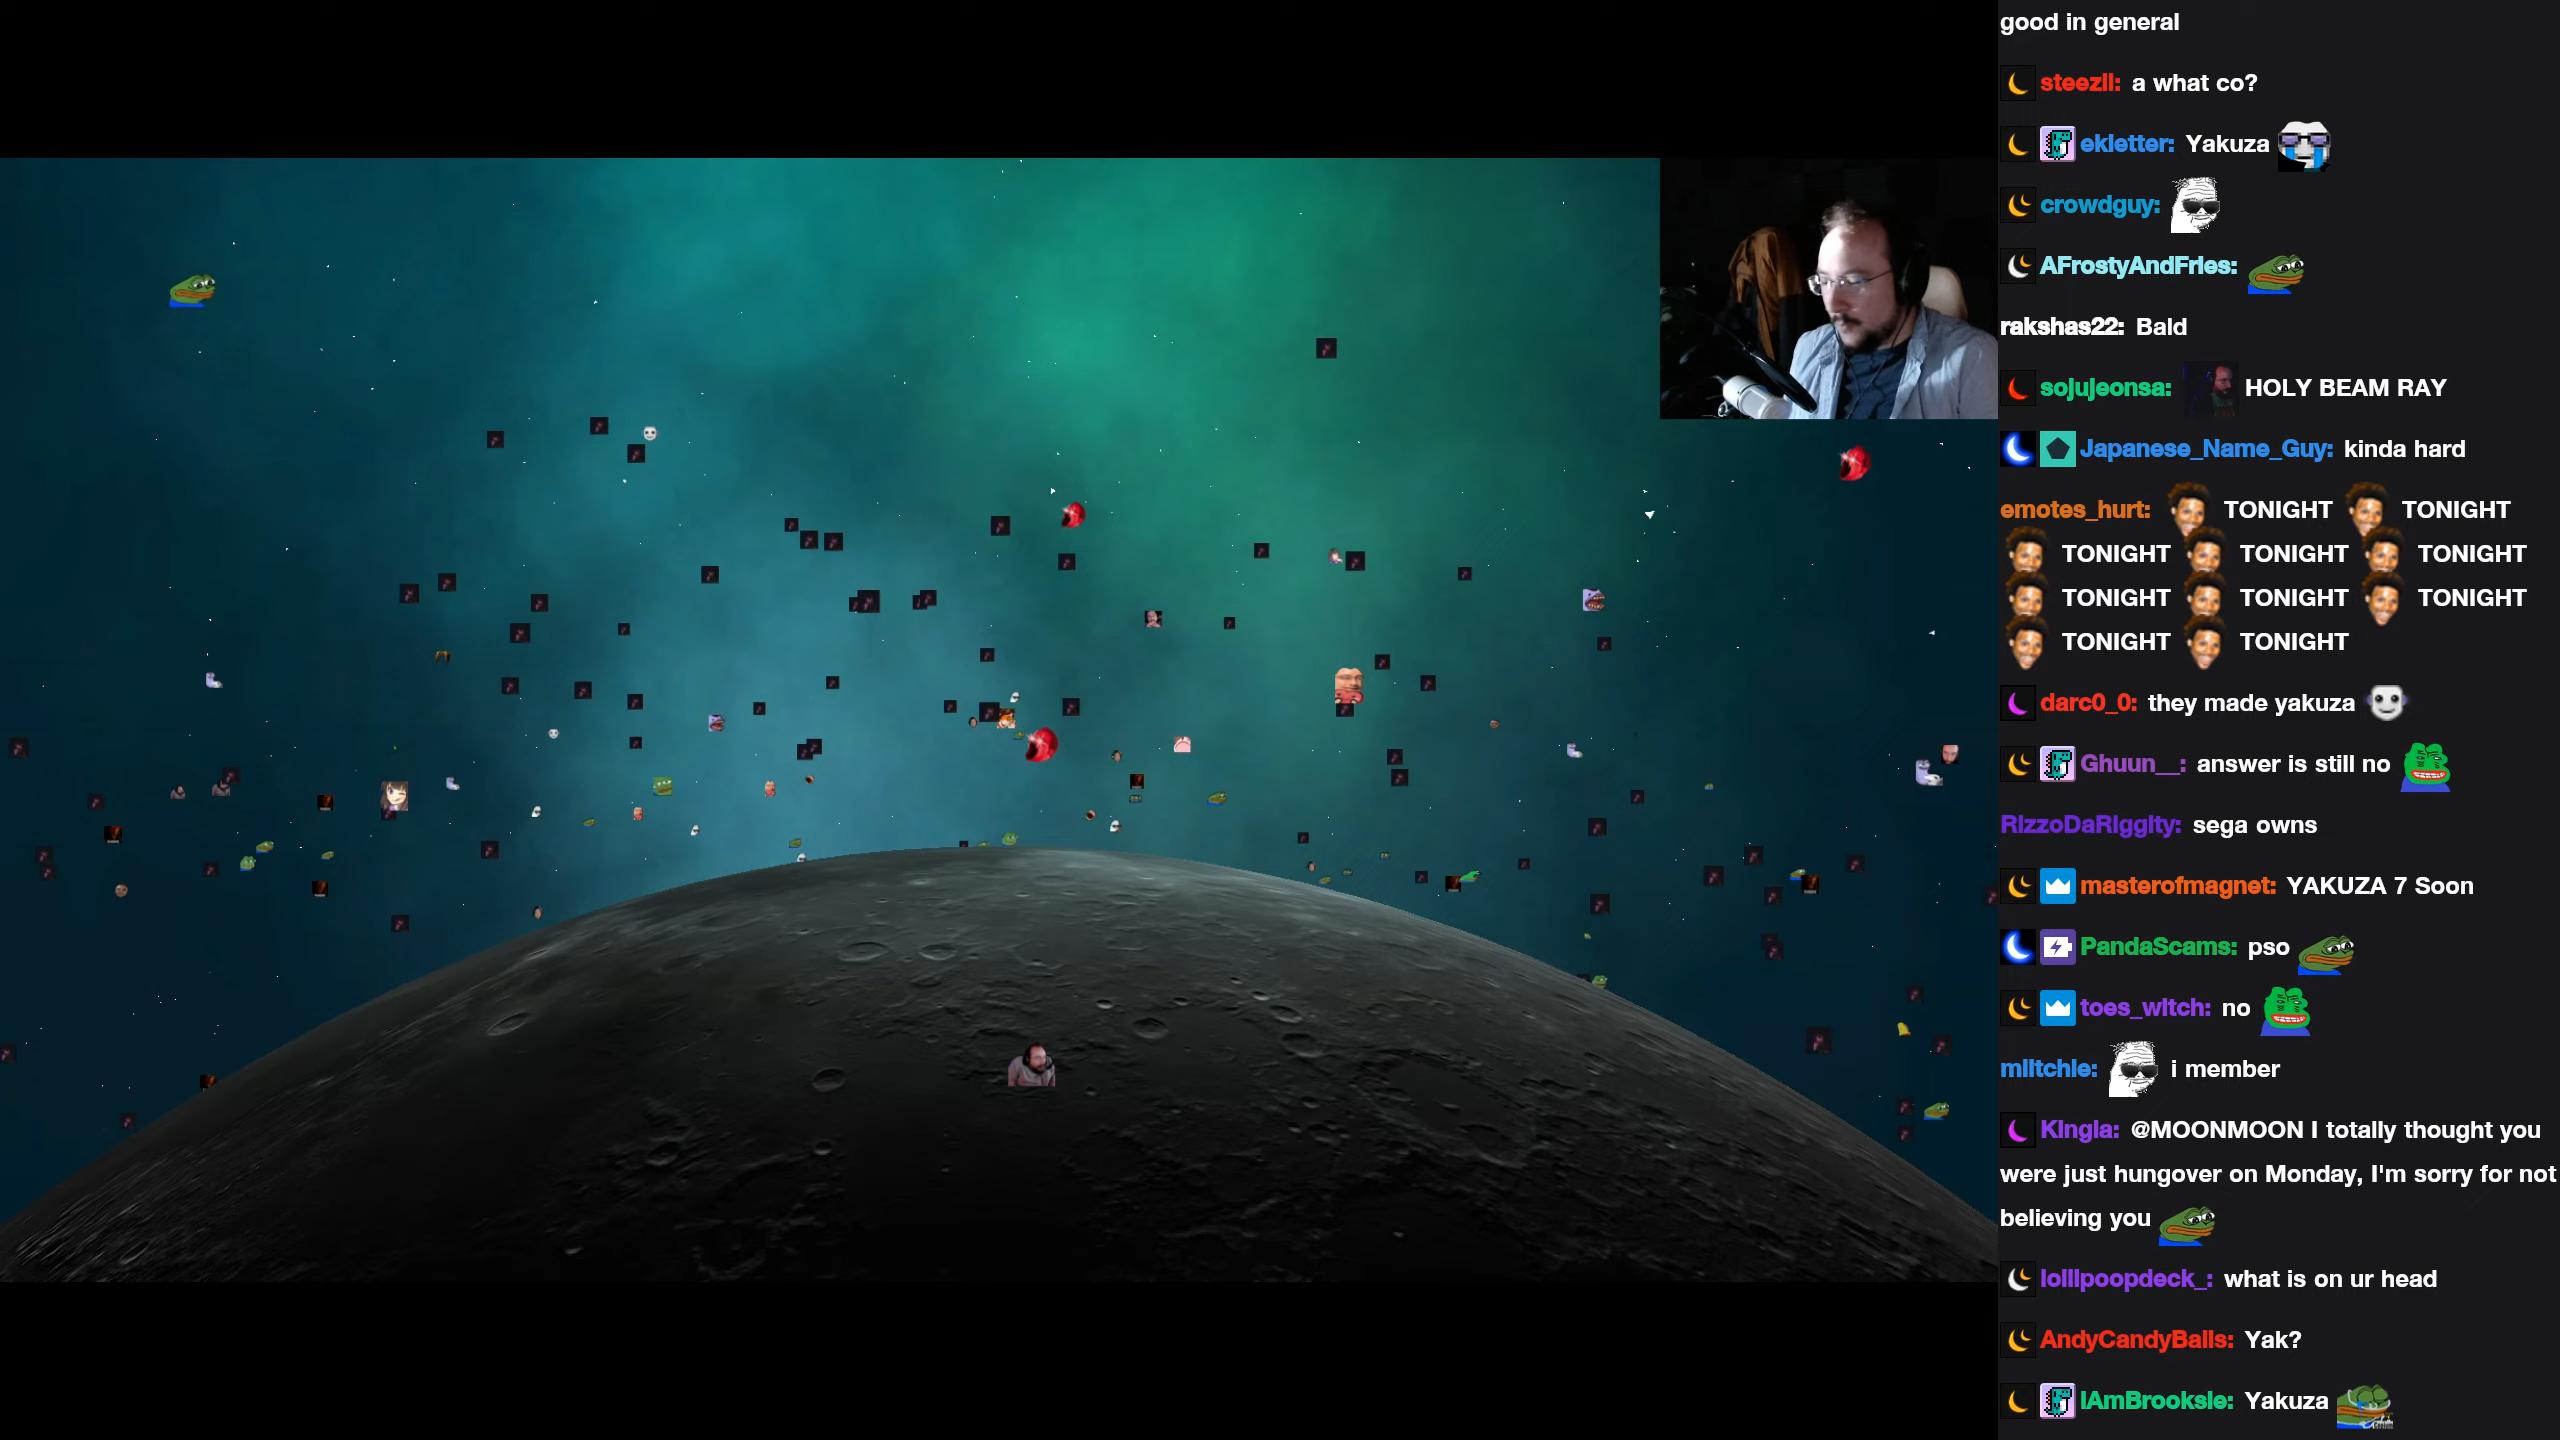 good in general
steezll: a what co?
ekletter: Yakuza
crowdguy:
AFrostyAndFries:
rakshas22: Bald
sojujeonsa: HOLY BEAM RAY
Japanese_Name_Guy: kinda hard
emotes_hurt: TONIGHT TONIGHT
TONIGHT TONIGHT TONIGHT
TONIGHT TONIGHT TONIGHT
TONIGHT TONIGHT
darc0_0: they made yakuza
Ghuun__: answer is still no
RizzoDaRiggity: sega owns
masterofmagnet: YAKUZA 7 Soon
PandaScams: pso
toes_witch: no
miitchie: i member
Kingla: @MOONMOON I totally thought you
were just hungover on Monday, I'm sorry for not
believing you
lolllpoopdeck_: what is on ur head
AndyCandyBalls: Yak?
IAmBrooksie: Yakuza